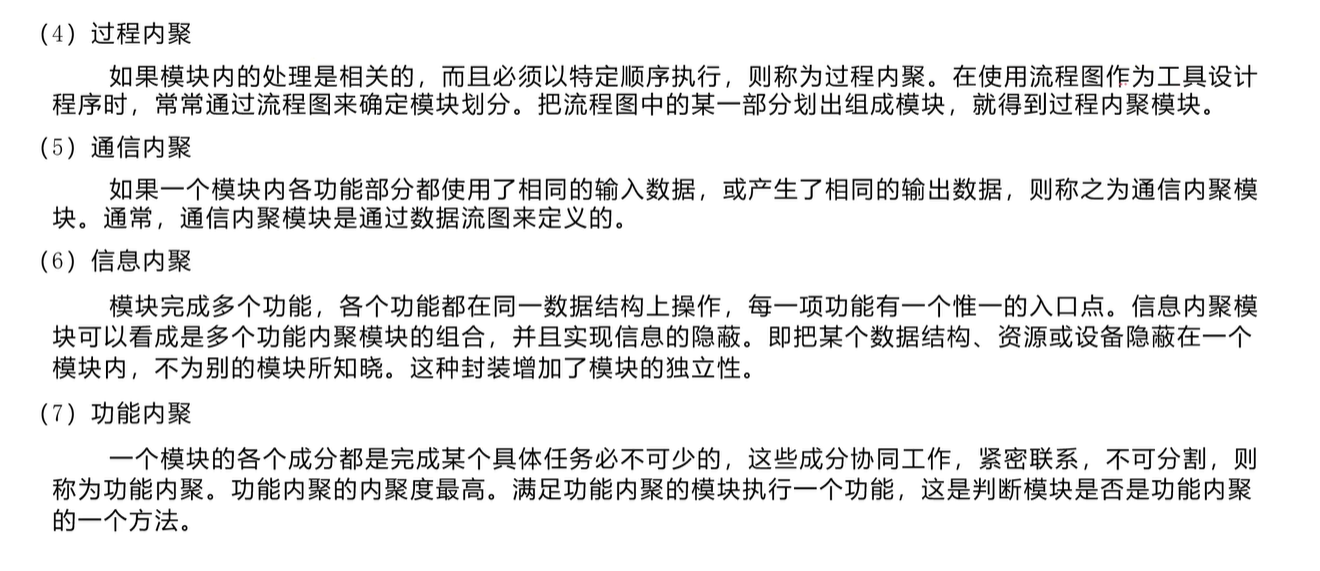 （4）过程内聚
如果模块内的处理是相关的，而且必须以特定顺序执行，则称为过程内聚。在使用流程图作为工具设计
程序时，常常通过流程图来确定模块划分。把流程图中的某一部分划出组成模块，就得到过程内聚模块。
（5）通信内聚
如果一个模块内各功能部分都使用了相同的输入数据，或产生了相同的输出数据，则称之为通信内聚模
块。通常，通信内聚模块是通过数据流图来定义的。
（6）信息内聚
模块完成多个功能，各个功能都在同一数据结构上操作，每一项功能有一个惟一的入口点。信息内聚模
块可以看成是多个功能内聚模块的组合，并且实现信息的隐蔽。即把某个数据结构、资源或设备隐蔽在一个
模块内，不为别的模块所知晓。这种封装增加了模块的独立性。
（7）功能内聚
一个模块的各个成分都是完成某个具体任务必不可少的，这些成分协同工作，紧密联系，不可分割，则
称为功能内聚。功能内聚的内聚度最高。满足功能内聚的模块执行一个功能，这是判断模块是否是功能内聚
的一个方法。